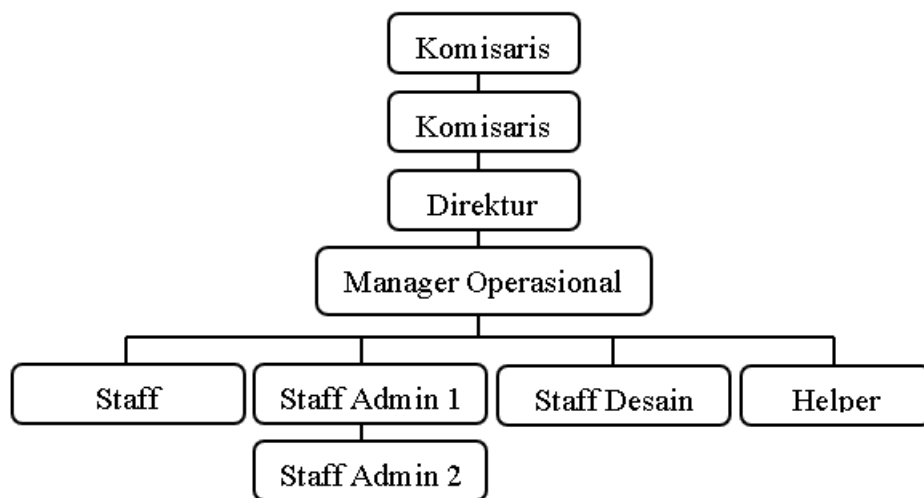 Komisaris
Komisaris
Direktur
Manager Operasional
Staff
Staff Admin 1
Staff Desain
Helper
Staff Admin 2